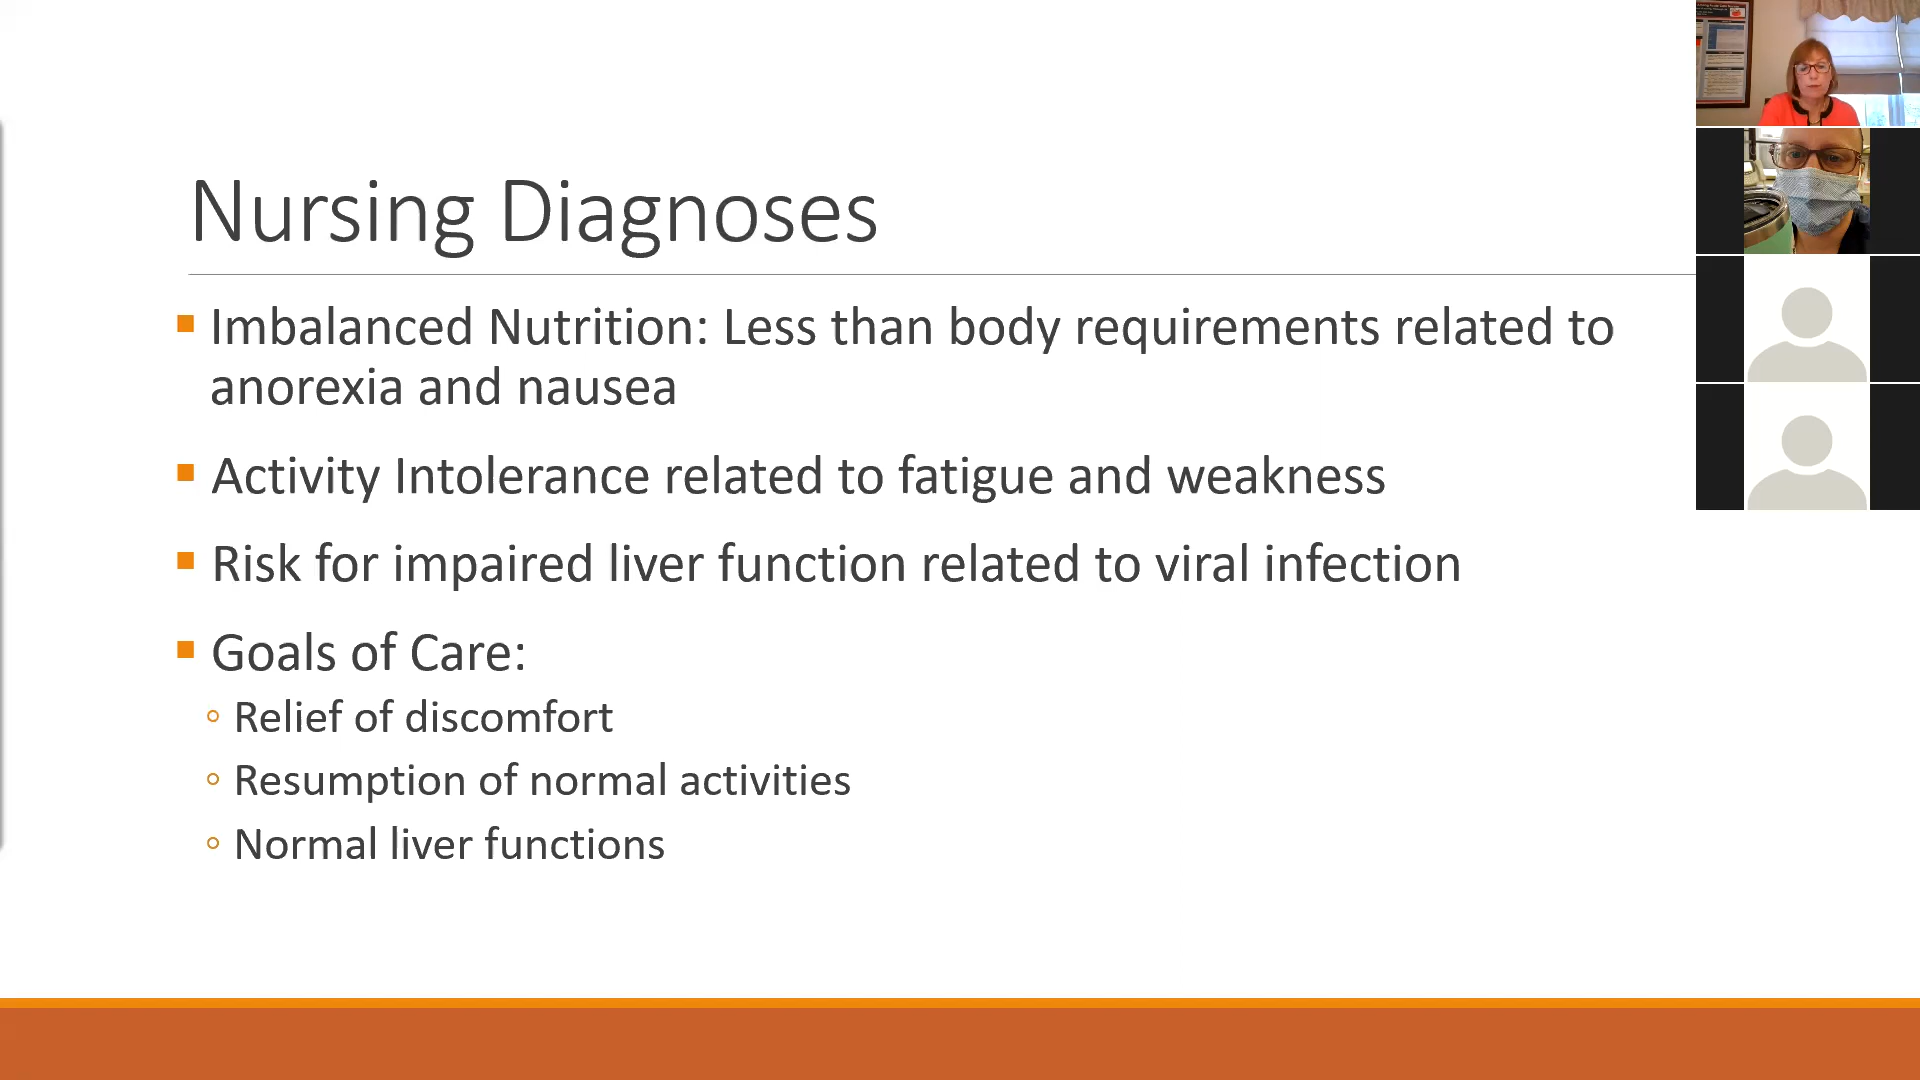 Nursing Diagnoses
Imbalanced Nutrition: Less than body requirements related to
anorexia and nausea
Activity Intolerance related to fatigue and weakness
Risk for impaired liver function related to viral infection
Goals of Care:
Relief of discomfort
Resumption of normal activities
Normal liver functions